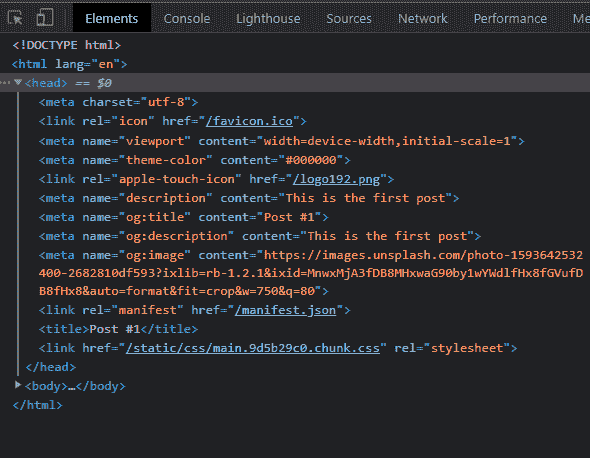 Elements Console Lighthouse Sources Network Performance Me
<!DOCTYPE html>
<html lang="en">
…▼<head> == $0
<meta charset="utf-8">
<link rel="icon" href="/favicon.ico">
<meta name="viewport" content="width=device-width,initial-scale=1">
<meta name="theme-color" content="#000000">
<link rel="apple-touch-icon" href="/logo192.png">
<meta name="description" content="This is the first post">
<meta name="og:title" content="Post #1">
<meta name="og:description" content="This is the first post">
<meta name="og:image" content="https://images.unsplash.com/photo-1593642532
400-2682810df593?ixlib=rb-1.2.1&ixid=MnwxMjA3fDB8MHxwaG90by1wYWdlfHx8fGVufD
B8fHx8&auto=format&fit=crop&w=750&q=80">
<link rel="manifest" href="/manifest.json">
<title>Post #1</title>
<link href="/static/css/main.9d5b29c0.chunk.css" rel="stylesheet">
</head>
▶<body>…</body>
</html>